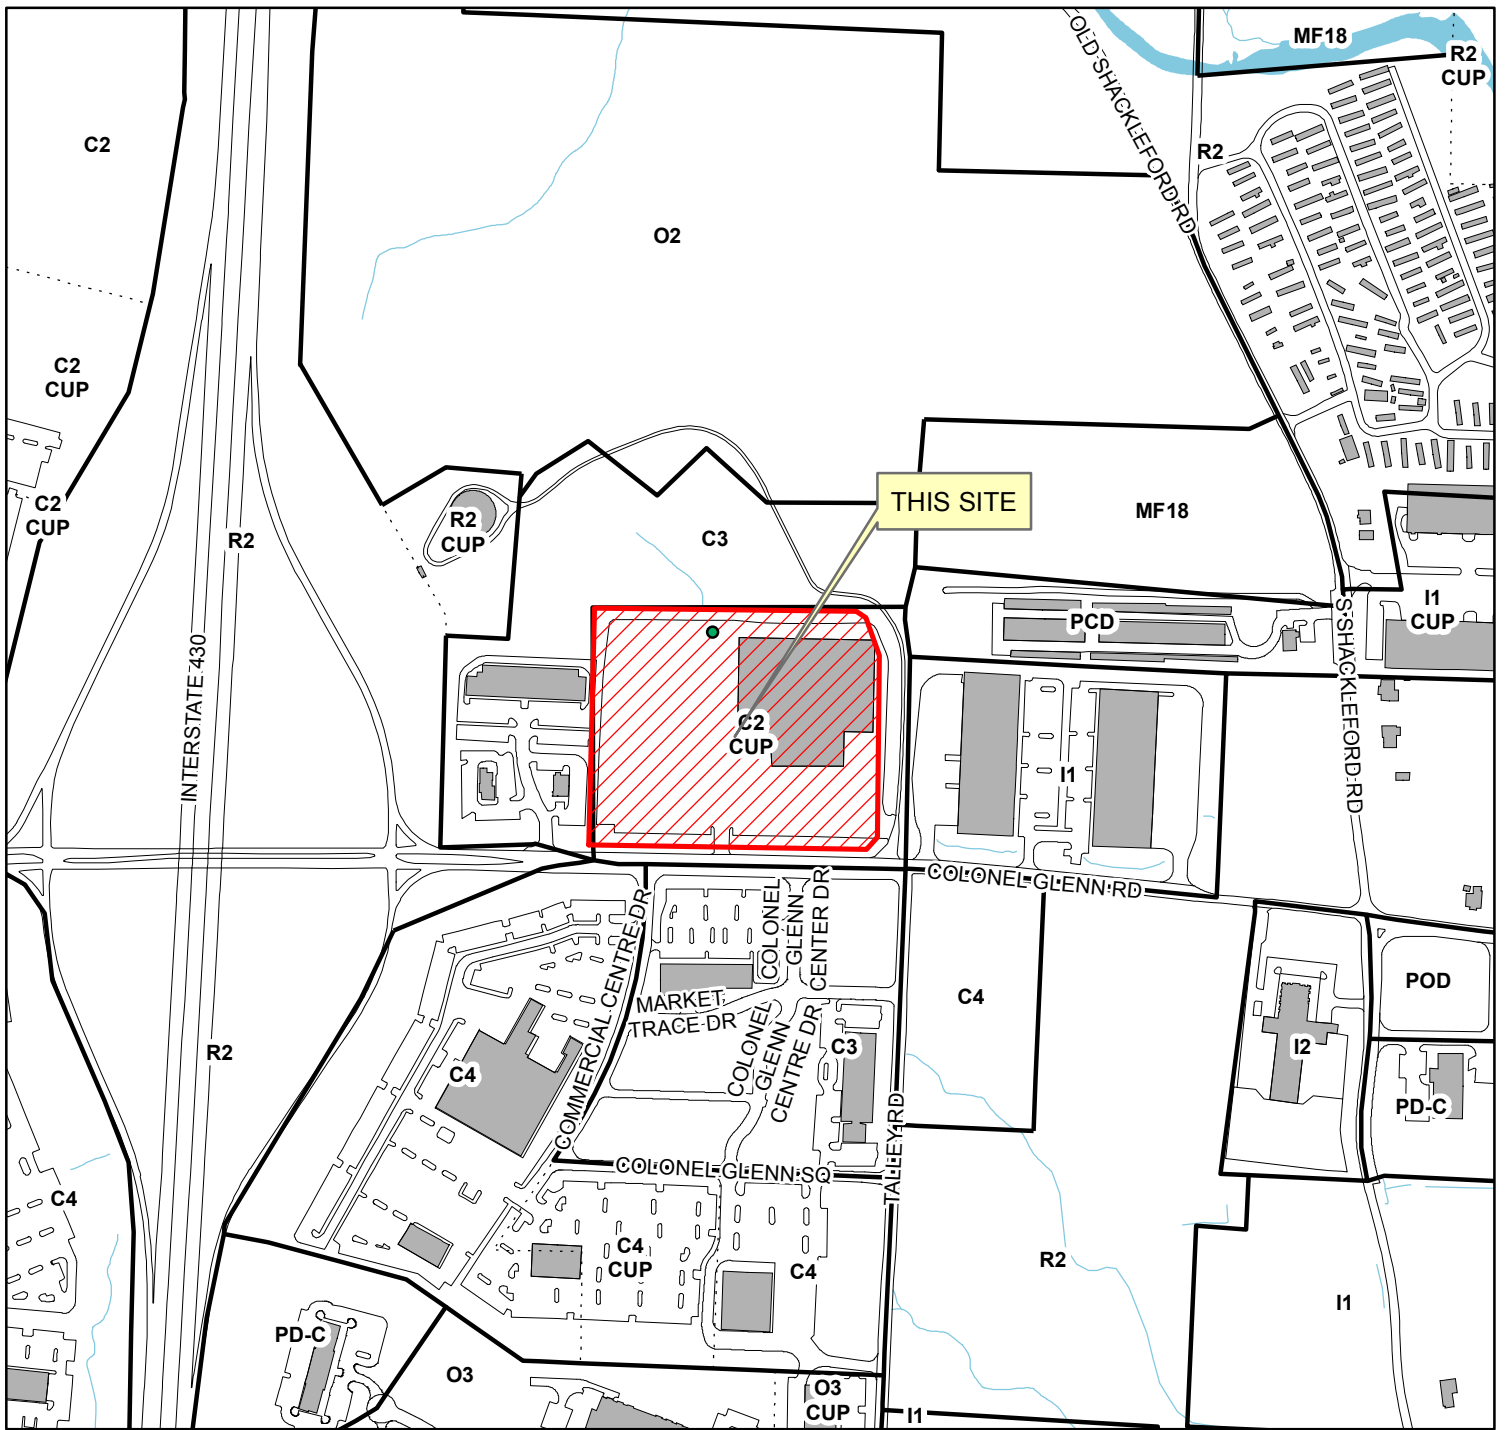 MF18
R2
CUP
OLD SHACKLEFORD RD
C2
R2
O2
C2
CUP
THIS SITE
C2
CUP
R2
R2
CUP
C3
MF18
I1
CUP
PCD
S SHACKLEFORD RD
INTERSTATE 430
C2
CUP
I1
COLONEL GLENN RD
COMMERCIAL CENTRE DR
COLONEL
GLENN
CENTER DR
MARKET
TRACE DR
COLONEL
GLENN
CENTRE DR
C4
POD
R2
C4
C3
I2
PD-C
TALLEY RD
COLONEL GLENN SQ
C4
C4
CUP
C4
R2
I1
PD-C
O3
O3
CUP
I1